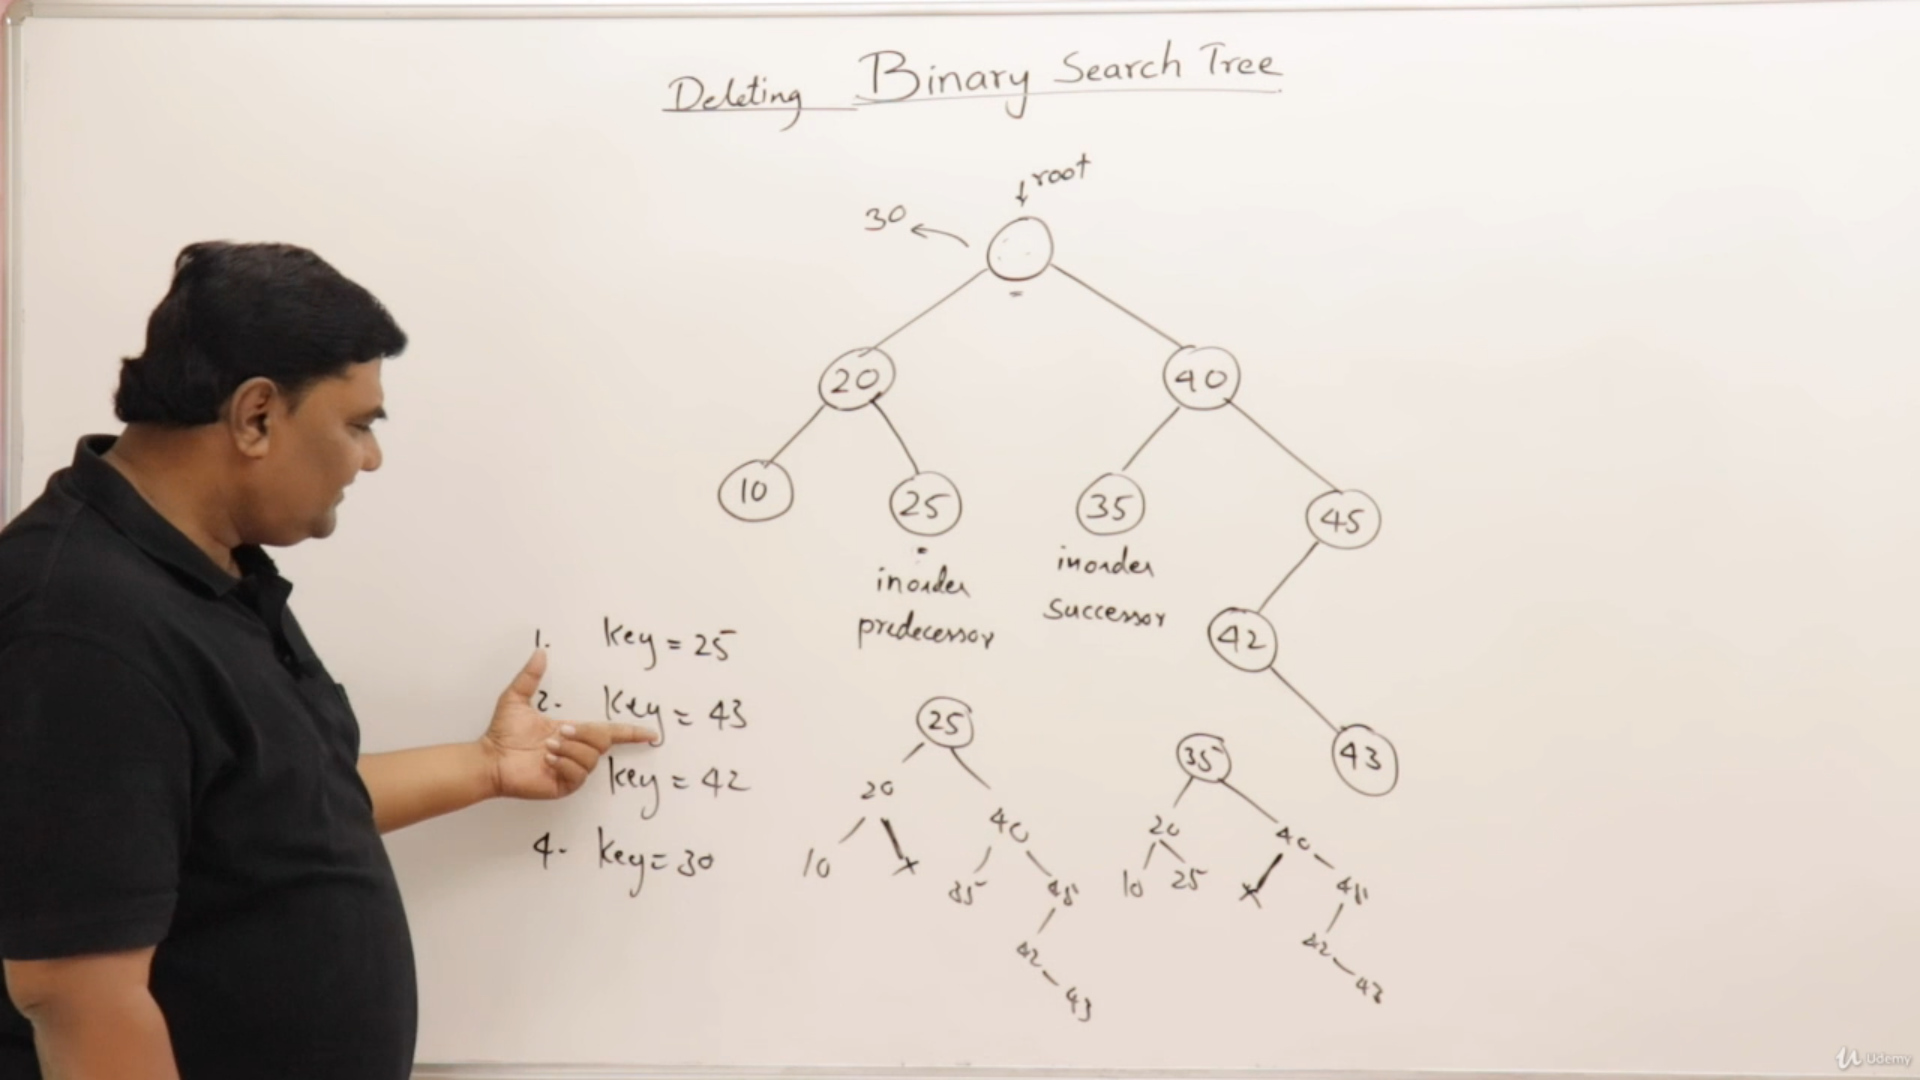 Deleting Binary Search Tree
root
30
20
40
10
25
35
45
inorder
predecessor
inorder
successor
42
43
1. Key = 25
2. Key = 43
Key = 42
4. Key = 30
25
20
40
10
x
35
45
42
43
35
20
40
10
25
x
45
42
43
Udemy